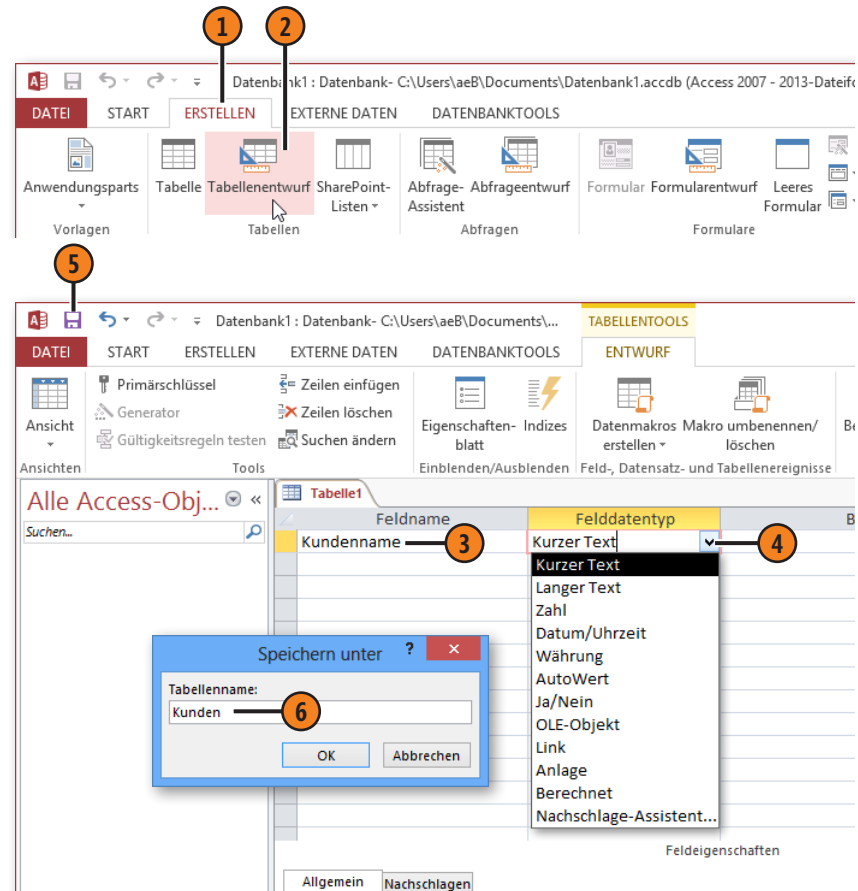 1 2
Datenbank1 : Datenbank- C:\Users\aeB\Documents\Datenbank1.accdb (Access 2007 - 2013-Dateifo
DATEI START ERSTELLEN EXTERNE DATEN DATENBANKTOOLS
Anwendungsparts Tabelle Tabellenentwurf SharePoint-Listen Abfrage-Assistent Abfrageentwurf Formular Formularentwurf Leeres Formular
Vorlagen Tabellen Abfragen Formulare
5
Datenbank1 : Datenbank- C:\Users\aeB\Documents\... TABELLENTOOLS
DATEI START ERSTELLEN EXTERNE DATEN DATENBANKTOOLS ENTWURF
Ansicht
Primärschlüssel
Generator
Gültigkeitsregeln testen
Zeilen einfügen
Zeilen löschen
Suchen ändern
Eigenschaften-blatt
Indizes
Datenmakros erstellen
Makro umbenennen/löschen
Be
Ansichten Tools Einblenden/Ausblenden Feld-, Datensatz- und Tabellenereignisse
Alle Access-Obj... «
Suchen...
Tabelle1
Feldname Felddatentyp B
Kundenname 3 Kurzer Text 4
Kurzer Text
Langer Text
Zahl
Datum/Uhrzeit
Währung
AutoWert
Ja/Nein
OLE-Objekt
Link
Anlage
Berechnet
Nachschlage-Assistent...
Speichern unter ? ×
Tabellenname:
Kunden 6
OK Abbrechen
Feldeigenschaften
Allgemein Nachschlagen